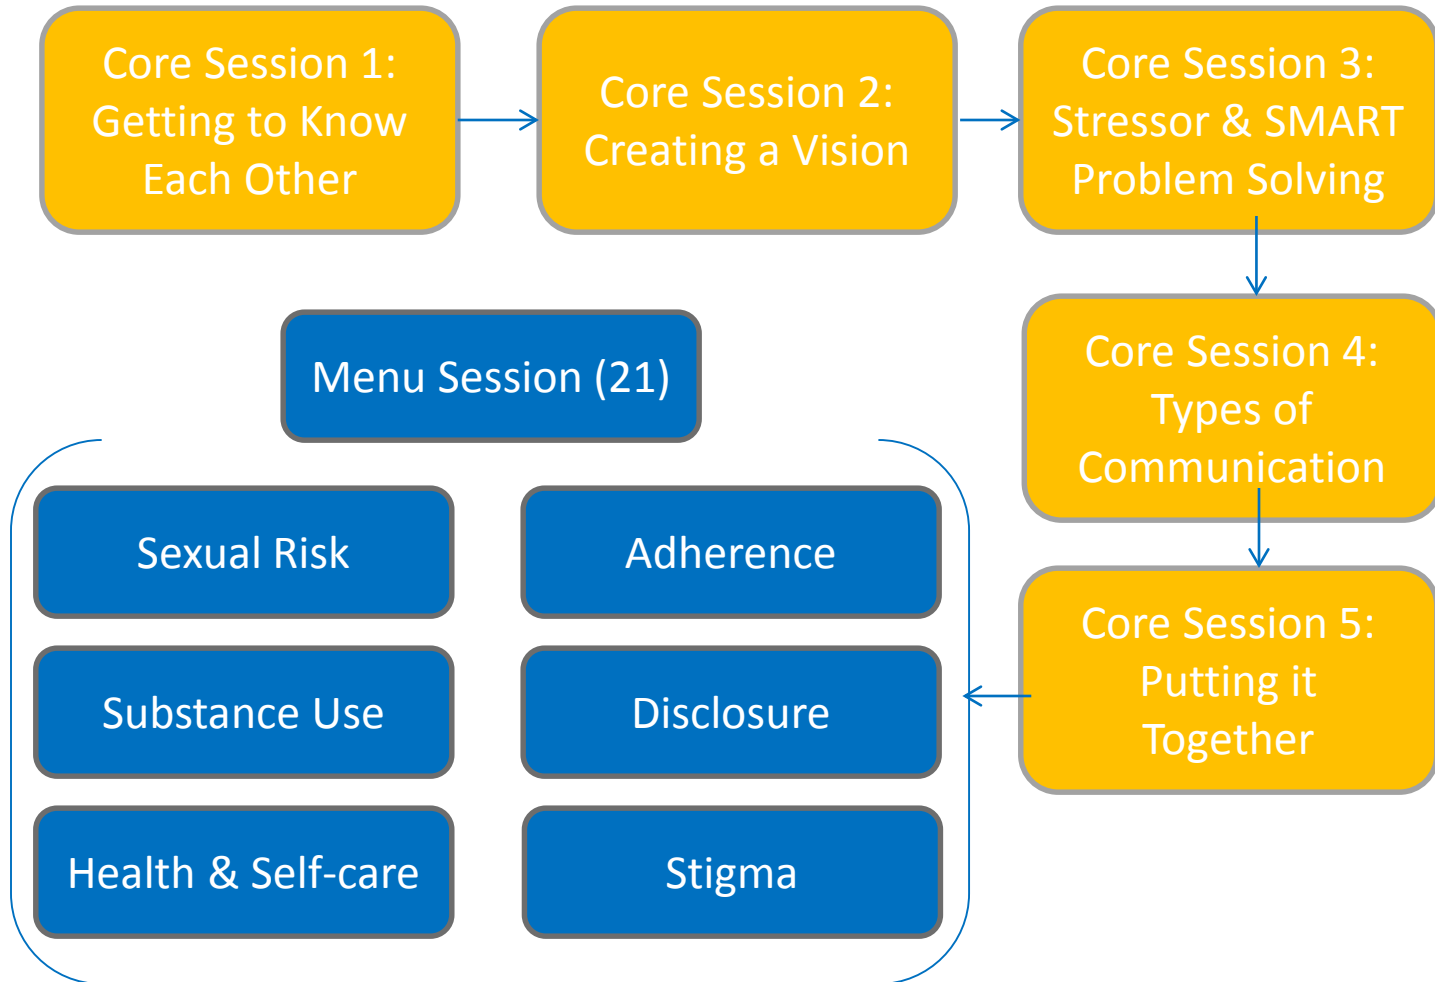 Core Session 1:
Getting to Know
Each Other
Core Session 2:
Creating a Vision
Core Session 3:
Stressor & SMART
Problem Solving
Core Session 4:
Types of
Communication
Core Session 5:
Putting it
Together
Menu Session (21)
Sexual Risk
Adherence
Substance Use
Disclosure
Health & Self-care
Stigma